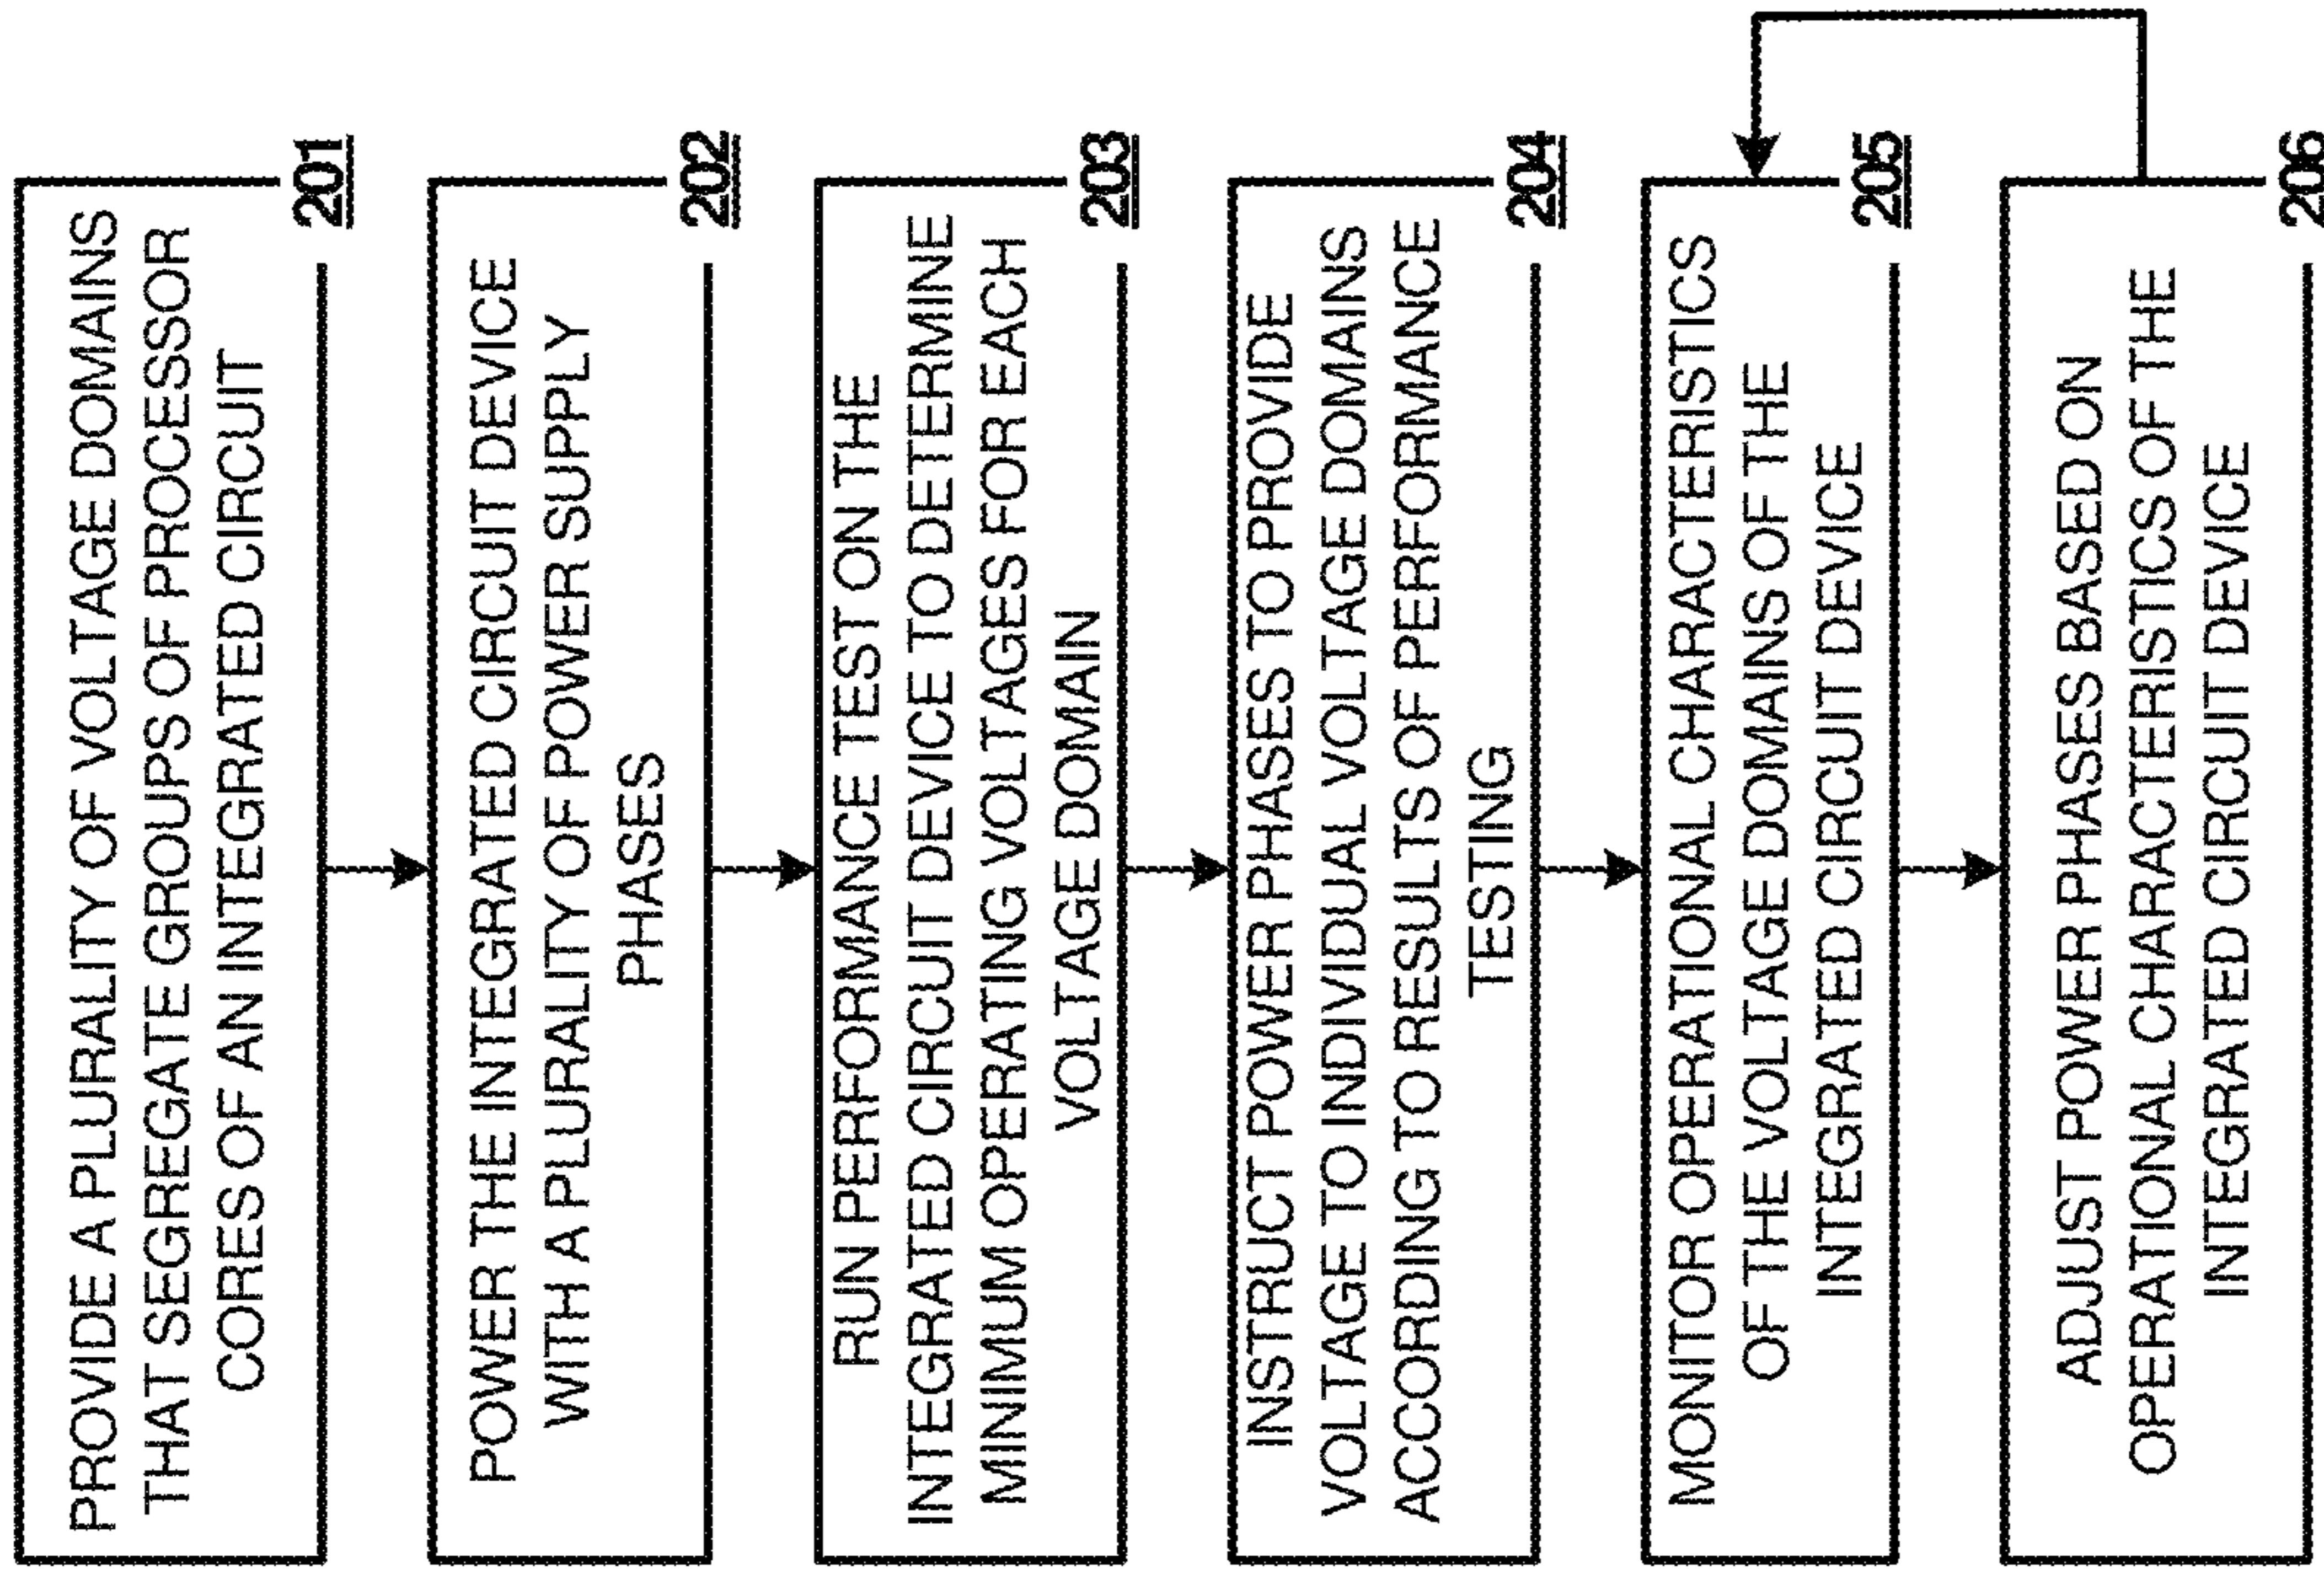 PROVIDE A PLURALITY OF VOLTAGE DOMAINS
THAT SEGREGATE GROUPS OF PROCESSOR
CORES OF AN INTEGRATED CIRCUIT
201
POWER THE INTEGRATED CIRCUIT DEVICE
WITH A PLURALITY OF POWER SUPPLY
PHASES
202
RUN PERFORMANCE TEST ON THE
INTEGRATED CIRCUIT DEVICE TO DETERMINE
MINIMUM OPERATING VOLTAGES FOR EACH
VOLTAGE DOMAIN
203
INSTRUCT POWER PHASES TO PROVIDE
VOLTAGE TO INDIVIDUAL VOLTAGE DOMAINS
ACCORDING TO RESULTS OF PERFORMANCE
TESTING
204
MONITOR OPERATIONAL CHARACTERISTICS
OF THE VOLTAGE DOMAINS OF THE
INTEGRATED CIRCUIT DEVICE
205
ADJUST POWER PHASES BASED ON
OPERATIONAL CHARACTERISTICS OF THE
INTEGRATED CIRCUIT DEVICE
206